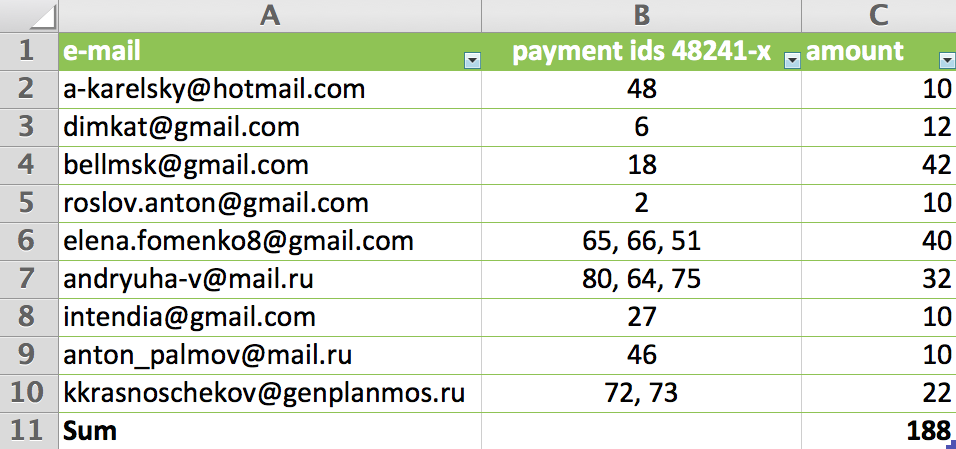 A B C
1 e-mail payment ids 48241-x amount
2 a-karelsky@hotmail.com 48 10
3 dimkat@gmail.com 6 12
4 bellmsk@gmail.com 18 42
5 roslov.anton@gmail.com 2 10
6 elena.fomenko8@gmail.com 65, 66, 51 40
7 andryuha-v@mail.ru 80, 64, 75 32
8 intendia@gmail.com 27 10
9 anton_palmov@mail.ru 46 10
10 kkrasnoschekov@genplanmos.ru 72, 73 22
11 Sum 188